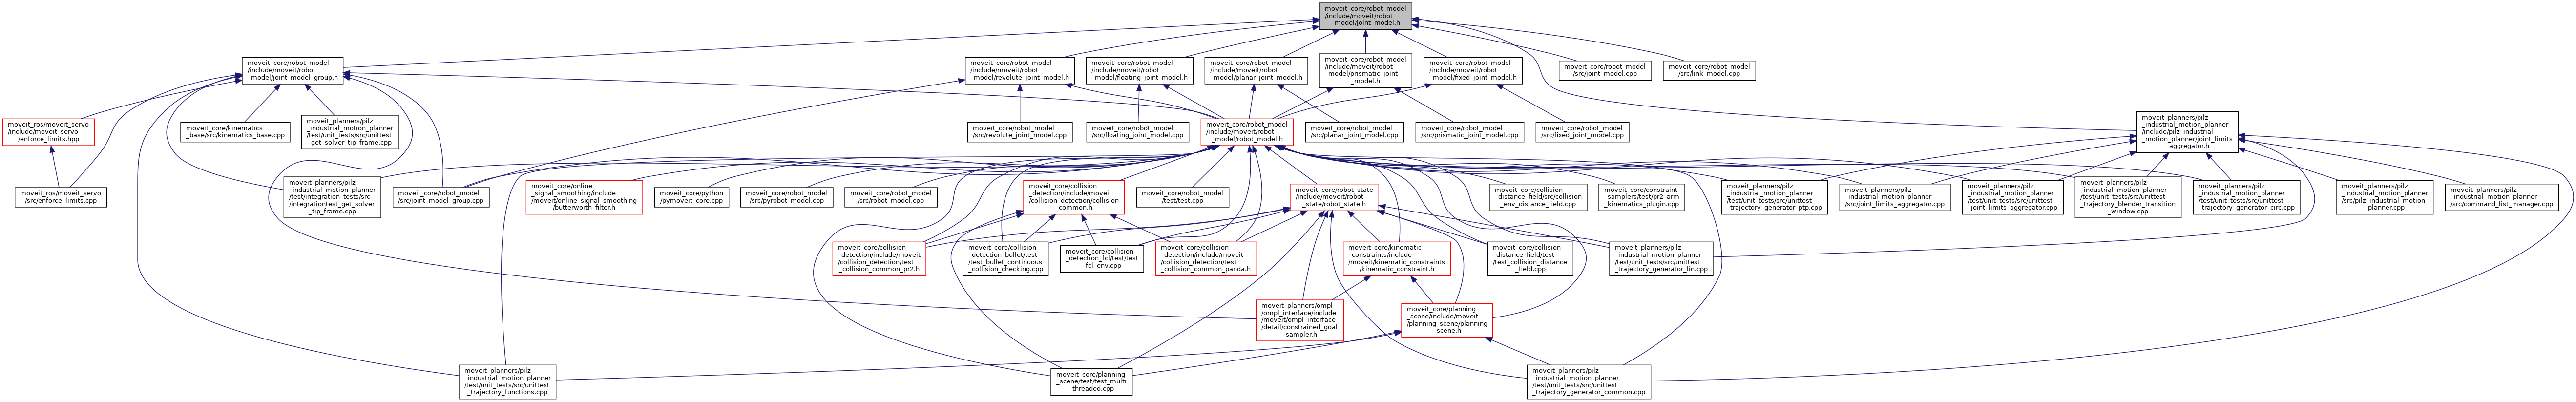 moveit_core/robot_model
/include/moveit/robot
_model/joint_model.h
moveit_core/robot_model
/include/moveit/robot
_model/joint_model_group.h
moveit_core/robot_model
/include/moveit/robot
_model/revolute_joint_model.h
moveit_core/robot_model
/include/moveit/robot
_model/floating_joint_model.h
moveit_core/robot_model
/include/moveit/robot
_model/planar_joint_model.h
moveit_core/robot_model
/include/moveit/robot
_model/prismatic_joint
_model.h
moveit_core/robot_model
/include/moveit/robot
_model/fixed_joint_model.h
moveit_core/robot_model
/src/joint_model.cpp
moveit_core/robot_model
/src/link_model.cpp
moveit_ros/moveit_servo
/include/moveit_servo
/enforce_limits.hpp
moveit_core/kinematics
_base/src/kinematics_base.cpp
moveit_planners/pilz
_industrial_motion_planner
/test/unit_tests/src/unittest
_get_solver_tip_frame.cpp
moveit_core/robot_model
/src/revolute_joint_model.cpp
moveit_core/robot_model
/src/floating_joint_model.cpp
moveit_core/robot_model
/include/moveit/robot
_model/robot_model.h
moveit_core/robot_model
/src/planar_joint_model.cpp
moveit_core/robot_model
/src/prismatic_joint_model.cpp
moveit_core/robot_model
/src/fixed_joint_model.cpp
moveit_planners/pilz
_industrial_motion_planner
/include/pilz_industrial
_motion_planner/joint_limits
_aggregator.h
moveit_ros/moveit_servo
/src/enforce_limits.cpp
moveit_planners/pilz
_industrial_motion_planner
/test/integration_tests/src
/integrationtest_get_solver
_tip_frame.cpp
moveit_core/robot_model
/src/joint_model_group.cpp
moveit_core/online
_signal_smoothing/include
/moveit/online_signal_smoothing
/butterworth_filter.h
moveit_core/python
/pymoveit_core.cpp
moveit_core/robot_model
/src/pyrobot_model.cpp
moveit_core/robot_model
/src/robot_model.cpp
moveit_core/collision
_detection/include/moveit
/collision_detection/collision
_common.h
moveit_core/robot_model
/test/test.cpp
moveit_core/robot_state
/include/moveit/robot
_state/robot_state.h
moveit_core/collision
_distance_field/src/collision
_env_distance_field.cpp
moveit_core/constraint
_samplers/test/pr2_arm
_kinematics_plugin.cpp
moveit_planners/pilz
_industrial_motion_planner
/test/unit_tests/src/unittest
_trajectory_generator_ptp.cpp
moveit_planners/pilz
_industrial_motion_planner
/src/joint_limits_aggregator.cpp
moveit_planners/pilz
_industrial_motion_planner
/test/unit_tests/src/unittest
_joint_limits_aggregator.cpp
moveit_planners/pilz
_industrial_motion_planner
/test/unit_tests/src/unittest
_trajectory_blender_transition
_window.cpp
moveit_planners/pilz
_industrial_motion_planner
/test/unit_tests/src/unittest
_trajectory_generator_circ.cpp
moveit_planners/pilz
_industrial_motion_planner
/src/pilz_industrial_motion
_planner.cpp
moveit_planners/pilz
_industrial_motion_planner
/src/command_list_manager.cpp
moveit_core/collision
_detection/include/moveit
/collision_detection/test
_collision_common_pr2.h
moveit_core/collision
_detection_bullet/test
/test_bullet_continuous
_collision_checking.cpp
moveit_core/collision
_detection_fcl/test/test
_fcl_env.cpp
moveit_core/collision
_detection/include/moveit
/collision_detection/test
_collision_common_panda.h
moveit_core/kinematic
_constraints/include
/moveit/kinematic_constraints
/kinematic_constraint.h
moveit_core/collision
_distance_field/test
/test_collision_distance
_field.cpp
moveit_planners/pilz
_industrial_motion_planner
/test/unit_tests/src/unittest
_trajectory_generator_lin.cpp
moveit_planners/ompl
/ompl_interface/include
/moveit/ompl_interface
/detail/constrained_goal
_sampler.h
moveit_core/planning
_scene/include/moveit
/planning_scene/planning
_scene.h
moveit_planners/pilz
_industrial_motion_planner
/test/unit_tests/src/unittest
_trajectory_functions.cpp
moveit_core/planning
_scene/test/test_multi
_threaded.cpp
moveit_planners/pilz
_industrial_motion_planner
/test/unit_tests/src/unittest
_trajectory_generator_common.cpp